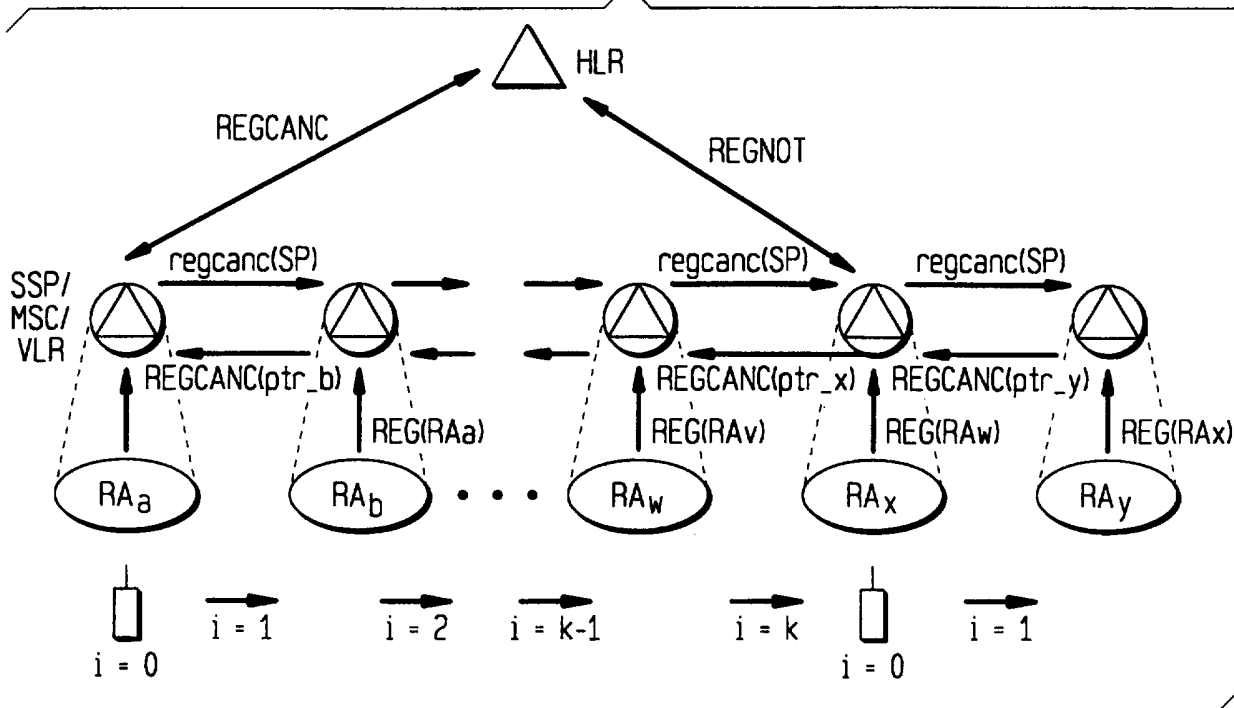 HLR
REGCANC
REGNOT
regcanc(SP)
regcanc(SP)
regcanc(SP)
SSP/
MSC/
VLR
REGCANC(ptr_b)
REGCANC(ptr_x)
REGCANC(ptr_y)
REG(RAa)
REG(RAv)
REG(RAw)
REG(RAx)
RAa
RAb
• • •
RAw
RAx
RAy
i = 1
i = 2
i = k-1
i = k
i = 1
i = 0
i = 0